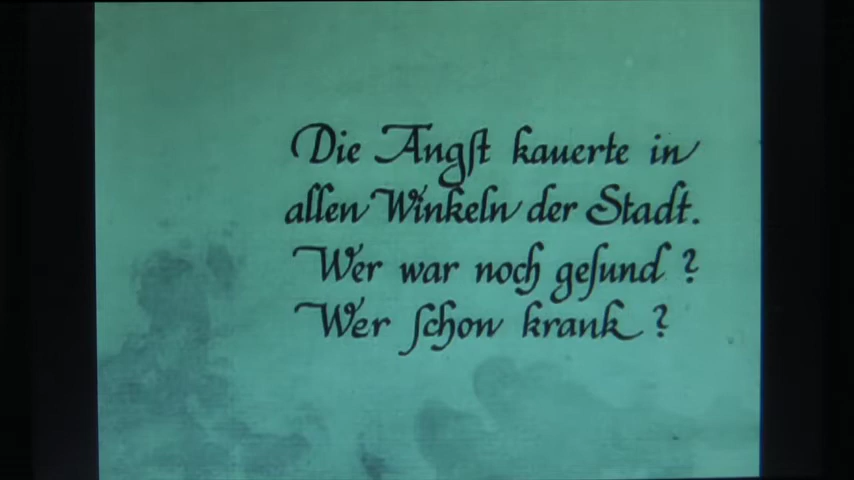 Die Angſt kauerte in
allen Winkeln der Stadt.
Wer war noch geſund ?
Wer ſchon krank ?